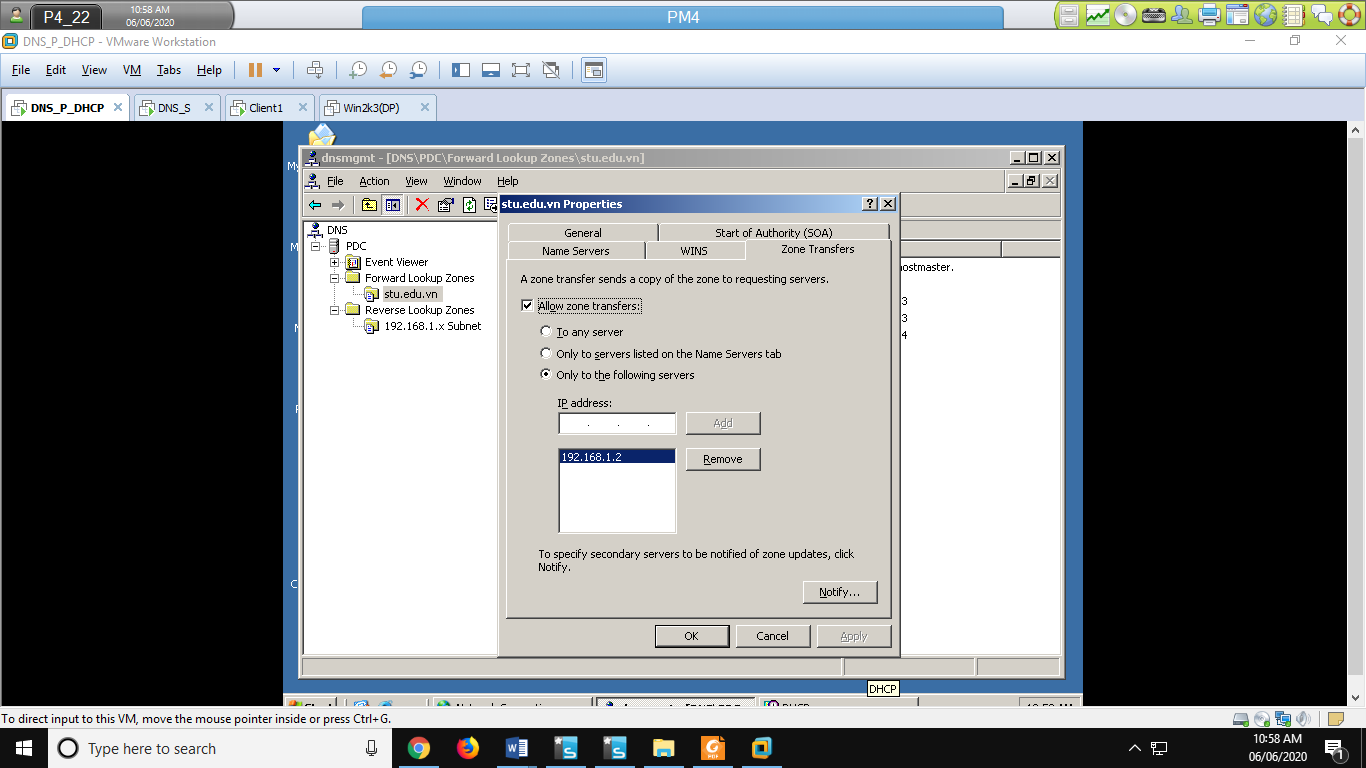 P4_22
10:58 AM
06/06/2020
PM4
DNS_P_DHCP - VMware Workstation
File Edit View VM Tabs Help
DNS_P_DHCP
DNS_S
Client1
Win2k3(DP)
dnsmgmt - [DNS\PDC\Forward Lookup Zones\stu.edu.vn]
File Action View Window Help
DNS
PDC
Event Viewer
Forward Lookup Zones
stu.edu.vn
Reverse Lookup Zones
192.168.1.x Subnet
stu.edu.vn Properties
General
Start of Authority (SOA)
Name Servers
WINS
Zone Transfers
A zone transfer sends a copy of the zone to requesting servers.
Allow zone transfers:
To any server
Only to servers listed on the Name Servers tab
Only to the following servers
IP address:
. . .
Add
192.168.1.2
Remove
To specify secondary servers to be notified of zone updates, click
Notify.
Notify...
OK
Cancel
Apply
ostmaster.
3
3
4
DHCP
To direct input to this VM, move the mouse pointer inside or press Ctrl+G.
Type here to search
10:58 AM
06/06/2020
1